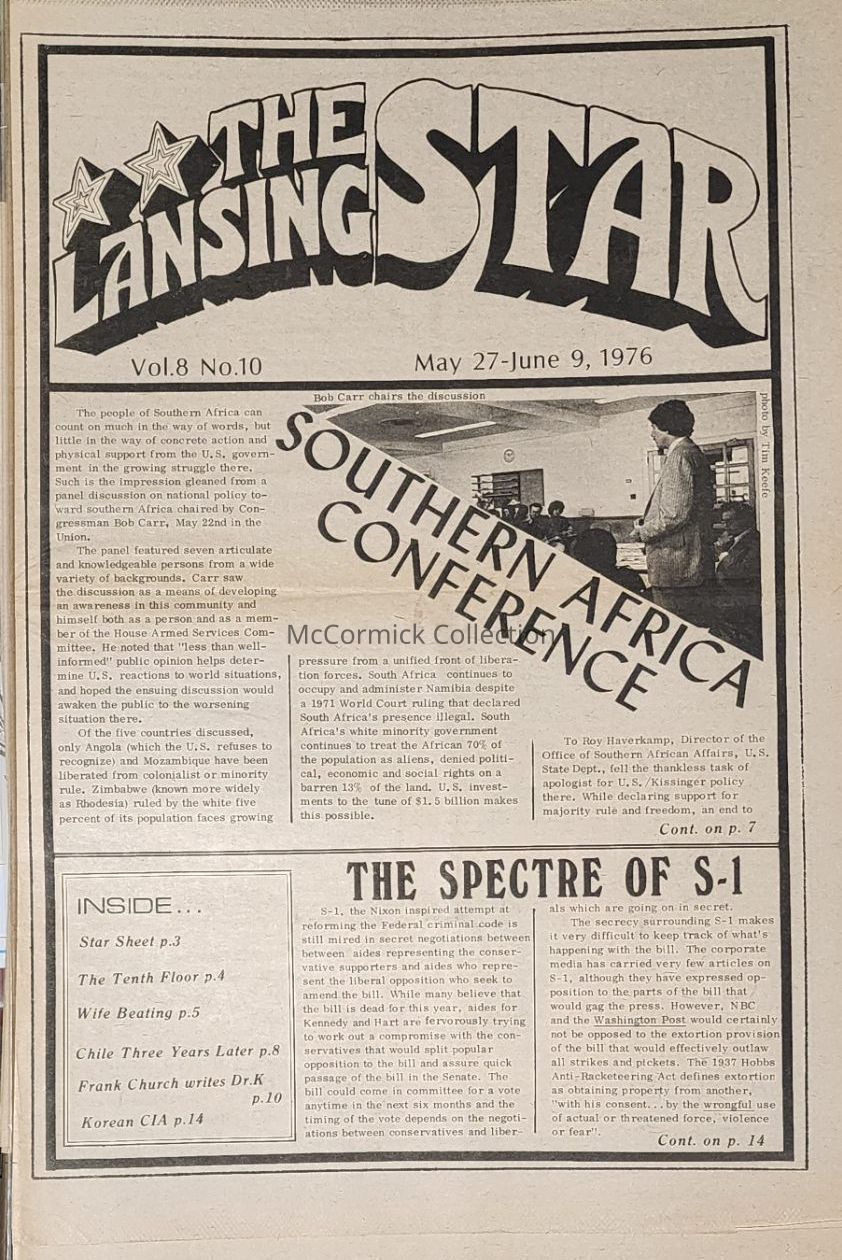 THE
LANSING
STAR
Vol.8 No.10
May 27-June 9, 1976
The people of Southern Africa can
count on much in the way of words, but
little in the way of concrete action and
physical support from the U.S. govern-
ment in the growing struggle there.
Such is the impression gleaned from a
panel discussion on national policy to-
ward southern Africa chaired by Con-
gressman Bob Carr, May 22nd in the
Union.
The panel featured seven articulate
and knowledgeable persons from a wide
variety of backgrounds. Carr saw
the discussion as a means of developing
an awareness in this community and
himself both as a person and as a mem-
ber of the House Armed Services Com-
mittee. He noted that "less than well-
informed" public opinion helps deter-
mine U.S. reactions to world situations,
and hoped the ensuing discussion would
awaken the public to the worsening
situation there.
Of the five countries discussed,
only Angola (which the U.S. refuses to
recognize) and Mozambique have been
liberated from colonialist or minority
rule. Zimbabwe (known more widely
as Rhodesia) ruled by the white five
percent of its population faces growing
Bob Carr chairs the discussion
photo by Tim Keefe
SOUTHERN AFRICA
CONFERENCE
McCormick Collection
pressure from a unified front of libera-
tion forces. South Africa continues to
occupy and administer Namibia despite
a 1971 World Court ruling that declared
South Africa's presence illegal. South
Africa's white minority government
continues to treat the African 70% of
the population as aliens, denied politi-
cal, economic and social rights on a
barren 13% of the land. U.S. invest-
ments to the tune of $1.5 billion makes
this possible.
To Roy Haverkamp, Director of the
Office of Southern African Affairs, U.S.
State Dept., fell the thankless task of
apologist for U.S./Kissinger policy
there. While declaring support for
majority rule and freedom, an end to
Cont. on p. 7
INSIDE...
Star Sheet p.3
The Tenth Floor p.4
Wife Beating p.5
Chile Three Years Later p.8
Frank Church writes Dr.K
p.10
Korean CIA p.14
THE SPECTRE OF S-1
S-1, the Nixon inspired attempt at
reforming the Federal criminal code is
still mired in secret negotiations between
between aides representing the conser-
vative supporters and aides who repre-
sent the liberal opposition who seek to
amend the bill. While many believe that
the bill is dead for this year, aides for
Kennedy and Hart are fervorously trying
to work out a compromise with the con-
servatives that would split popular
opposition to the bill and assure quick
passage of the bill in the Senate. The
bill could come in committee for a vote
anytime in the next six months and the
timing of the vote depends on the negoti-
ations between conservatives and liber-
als which are going on in secret.
The secrecy surrounding S-1 makes
it very difficult to keep track of what's
happening with the bill. The corporate
media has carried very few articles on
S-1, although they have expressed op-
position to the parts of the bill that
would gag the press. However, NBC
and the Washington Post would certainly
not be opposed to the extortion provision
of the bill that would effectively outlaw
all strikes and pickets. The 1937 Hobbs
Anti-Racketeering Act defines extortion
as obtaining property from another,
"with his consent...by the wrongful use
of actual or threatened force, violence
or fear".
Cont. on p. 14